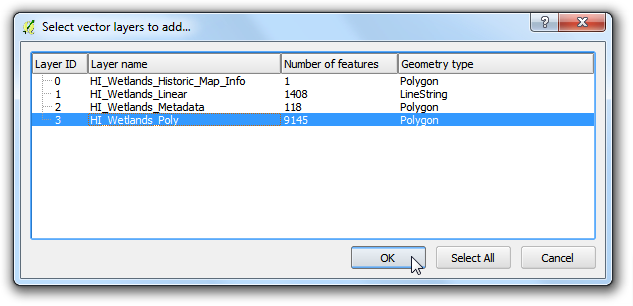 Select vector layers to add...
?
Layer ID Layer name Number of features Geometry type
0 HI_Wetlands_Historic_Map_Info 1 Polygon
1 HI_Wetlands_Linear 1408 LineString
2 HI_Wetlands_Metadata 118 Polygon
3 HI_Wetlands_Poly 9145 Polygon
OK Select All Cancel